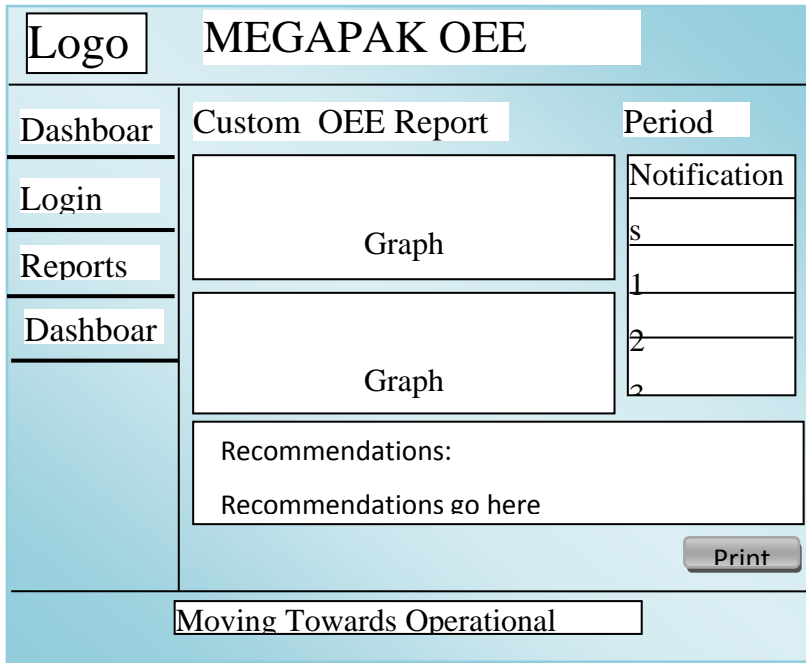 Logo
MEGAPAK OEE
Dashboar
Login
Reports
Dashboar
Custom OEE Report
Period
Graph
Graph
Notification
s
1
2
3
Recommendations:
Recommendations go here
Print
Moving Towards Operational